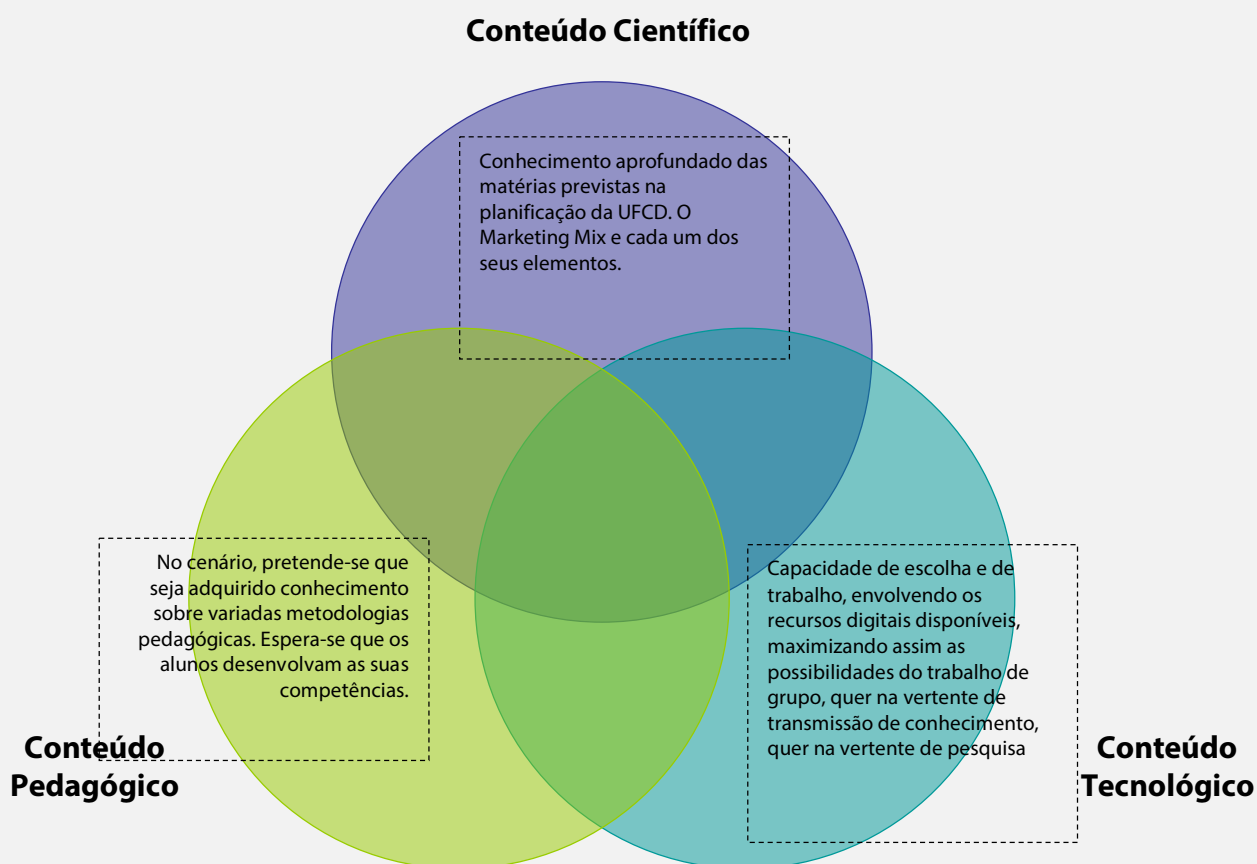 Conteúdo Científico
Conhecimento aprofundado das
matérias previstas na
planificação da UFCD. O
Marketing Mix e cada um dos
seus elementos.
No cenário, pretende-se que
seja adquirido conhecimento
sobre variadas metodologias
pedagógicas. Espera-se que os
alunos desenvolvam as suas
competências.
Capacidade de escolha e de
trabalho, envolvendo os
recursos digitais disponíveis,
maximizando assim as
possibilidades do trabalho de
grupo, quer na vertente de
transmissão de conhecimento,
quer na vertente de pesquisa
Conteúdo
Pedagógico
Conteúdo
Tecnológico